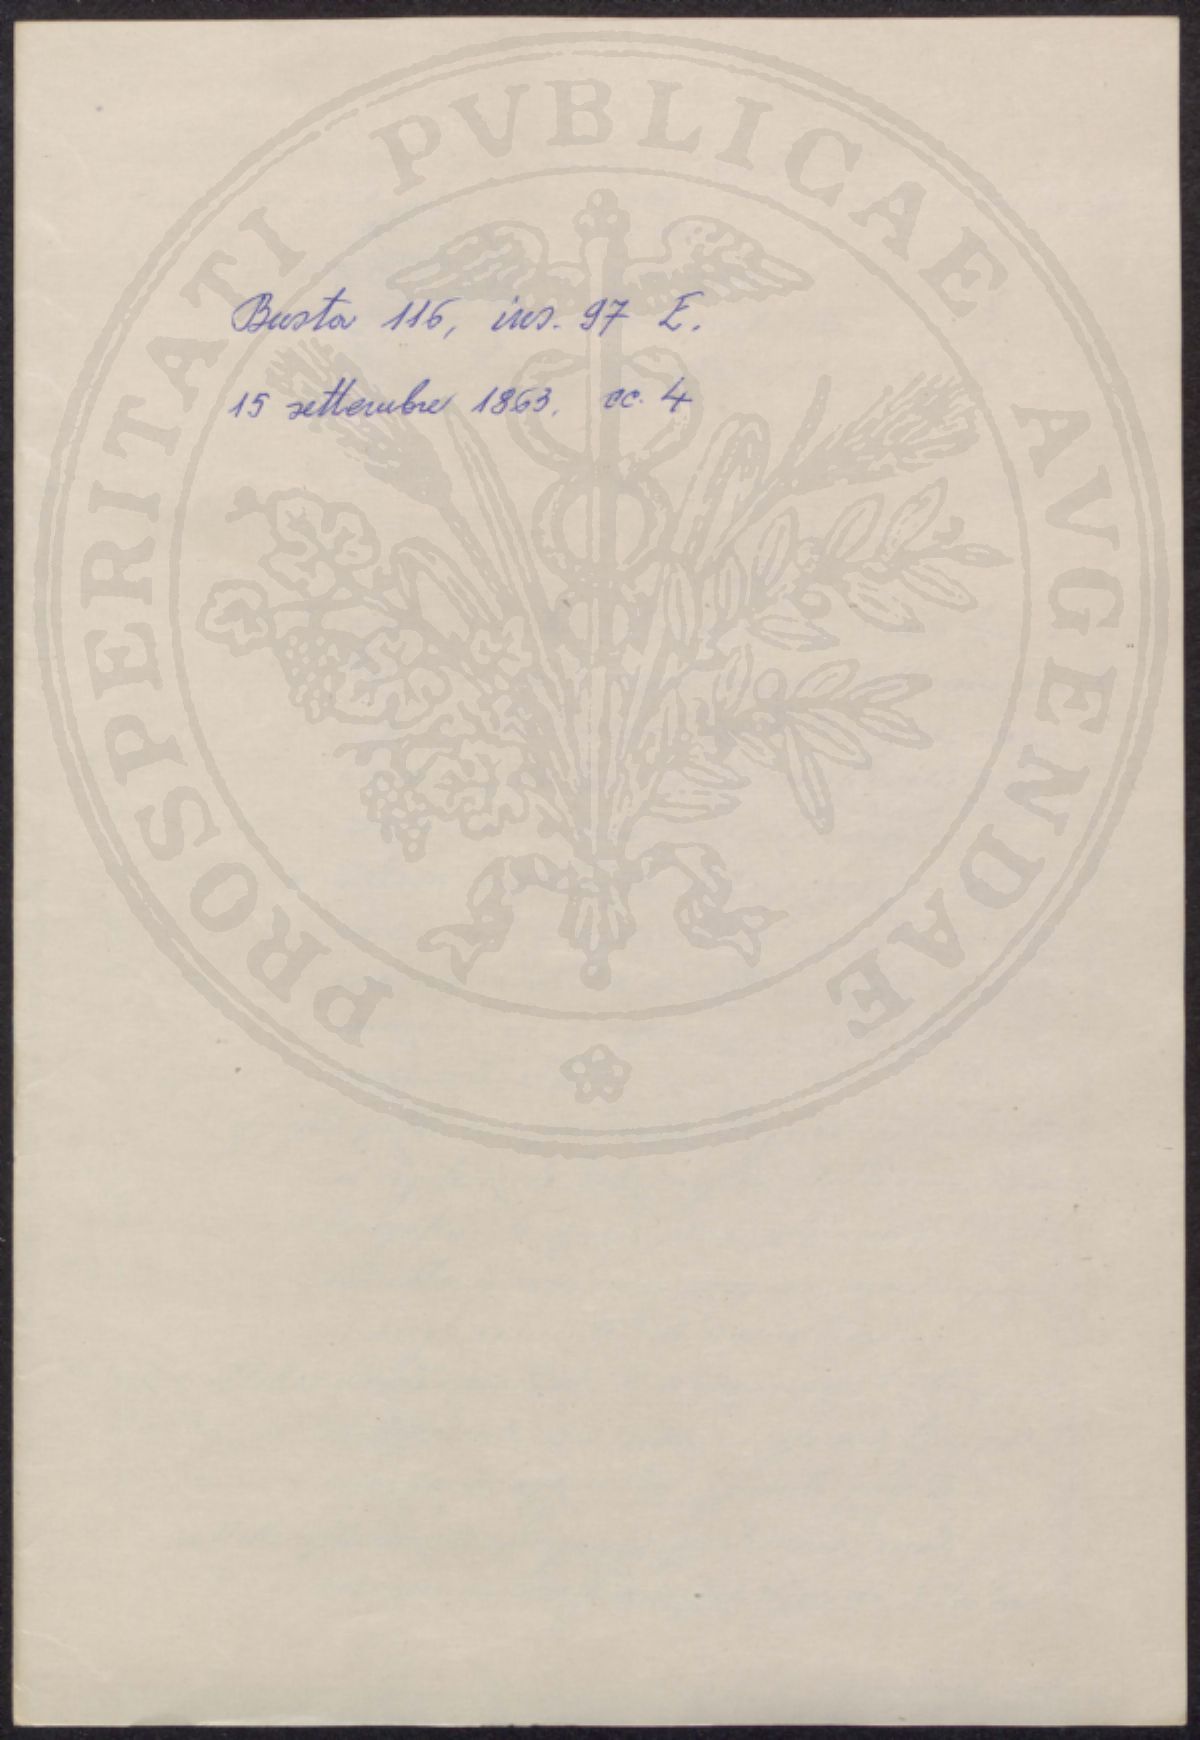 PROSPERITATI PVBLICAE AVGENDAE
Busta 116, ins. 97 E.
15 settembre 1863. cc. 4